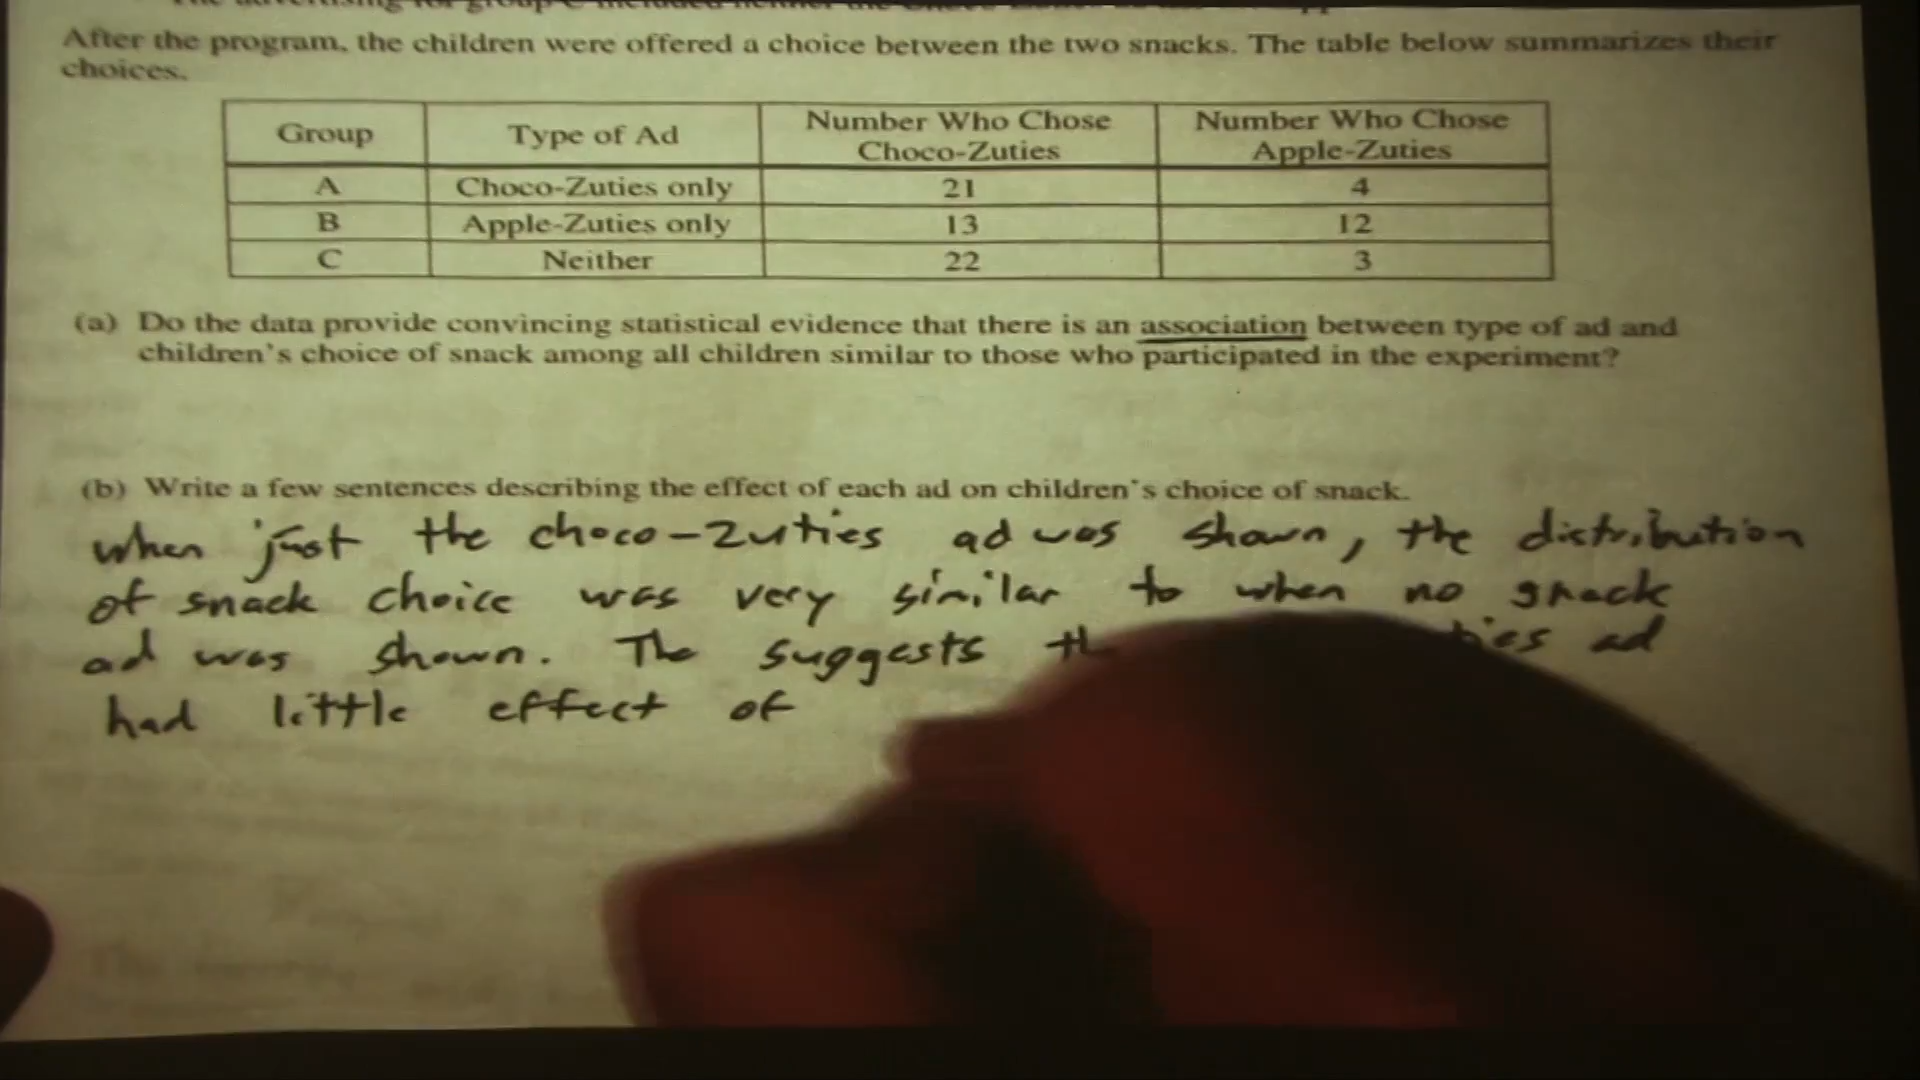 After the program, the children were offered a choice between the two snacks. The table below summarizes their
choices.
Group Type of Ad Number Who Chose Choco-Zuties Number Who Chose Apple-Zuties
A Choco-Zuties only 21 4
B Apple-Zuties only 13 12
C Neither 22 3
(a) Do the data provide convincing statistical evidence that there is an association between type of ad and
children's choice of snack among all children similar to those who participated in the experiment?
(b) Write a few sentences describing the effect of each ad on children's choice of snack.
when just the choco-zuties ad was shown, the distribution
of snack choice was very similar to when no snack
ad was shown. The suggests ad
had little effect of